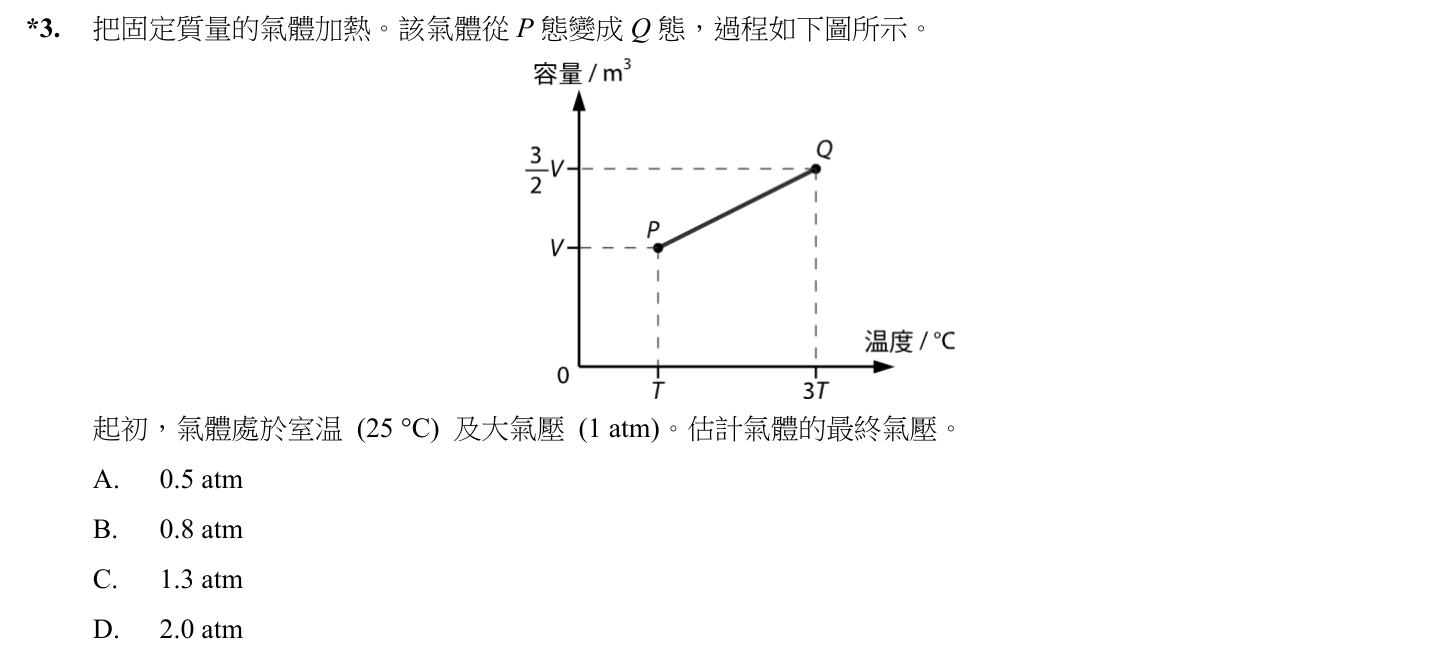 *3. 把固定質量的氣體加熱。該氣體從 P 態變成 Q 態，過程如下圖所示。
容量 / m³
3/2 V
Q
P
V
温度 / °C
0
T
3T
起初，氣體處於室温 (25 °C) 及大氣壓 (1 atm)。估計氣體的最終氣壓。
A. 0.5 atm
B. 0.8 atm
C. 1.3 atm
D. 2.0 atm